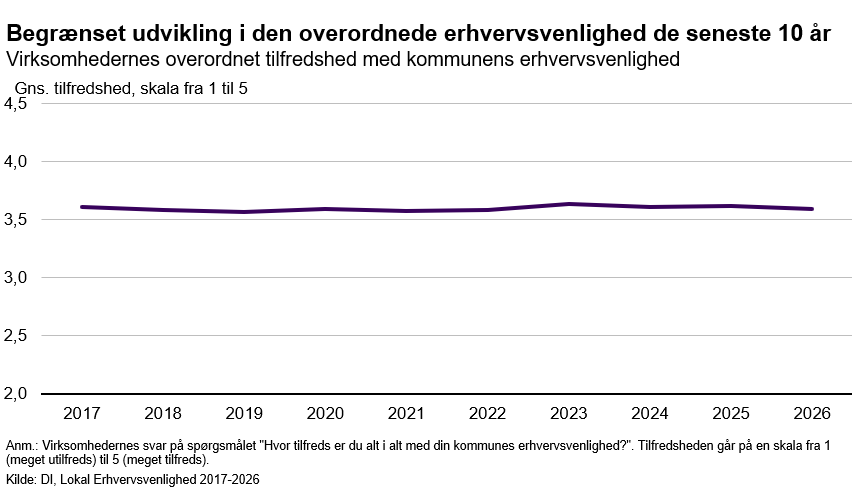 Begrænset udvikling i den overordnede erhvervsvenlighed de seneste 10 år
Virksomhedernes overordnet tilfredshed med kommunens erhvervsvenlighed
Gns. tilfredshed, skala fra 1 til 5
4,5
4,0
3,5
3,0
2,5
2,0
2017 2018 2019 2020 2021 2022 2023 2024 2025 2026
Anm.: Virksomhedernes svar på spørgsmålet "Hvor tilfreds er du alt i alt med din kommunes erhvervsvenlighed?". Tilfredsheden går på en skala fra 1
(meget utilfreds) til 5 (meget tilfreds).
Kilde: DI, Lokal Erhvervsvenlighed 2017-2026